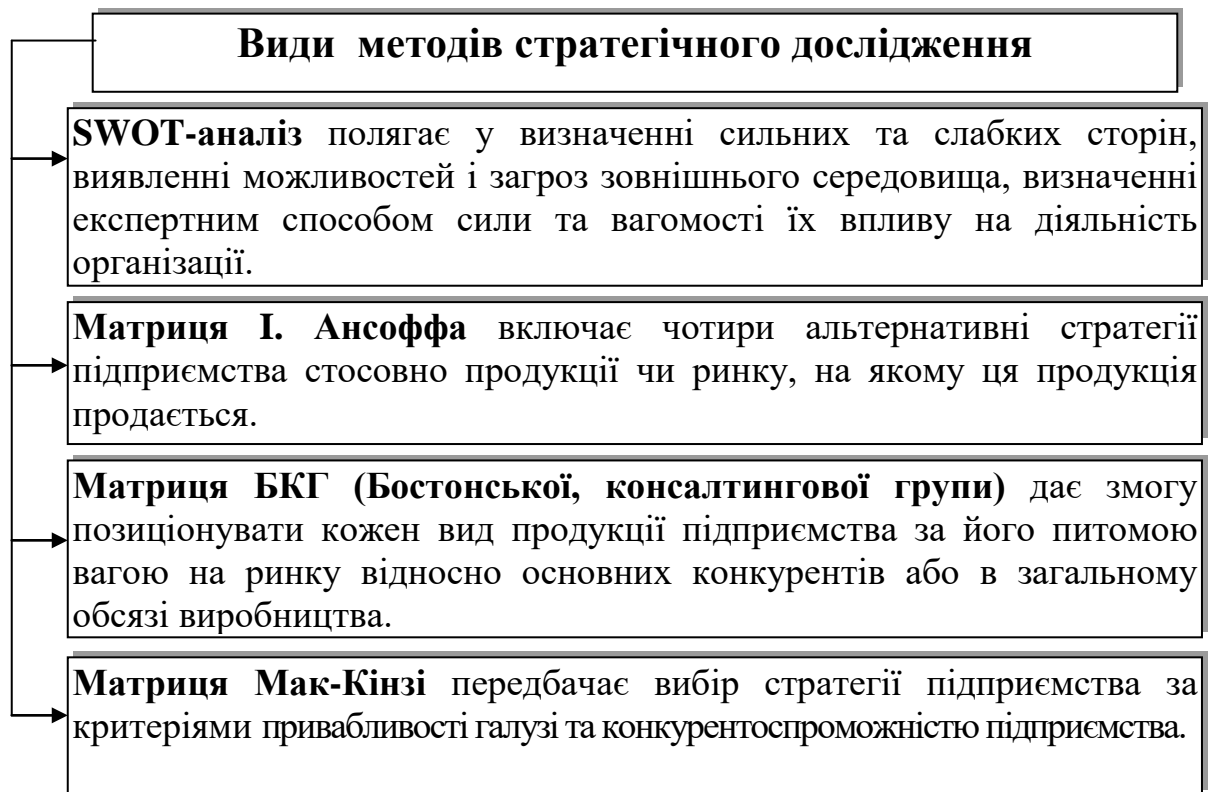 Види методів стратегічного дослідження
SWOT-аналіз полягає у визначенні сильних та слабких сторін,
виявленні можливостей і загроз зовнішнього середовища, визначенні
експертним способом сили та вагомості їх впливу на діяльність
організації.
Матриця І. Ансоффа включає чотири альтернативні стратегії
підприємства стосовно продукції чи ринку, на якому ця продукція
продається.
Матриця БКГ (Бостонської, консалтингової групи) дає змогу
позиціонувати кожен вид продукції підприємства за його питомою
вагою на ринку відносно основних конкурентів або в загальному
обсязі виробництва.
Матриця Мак-Кінзі передбачає вибір стратегії підприємства за
критеріями привабливості галузі та конкурентоспроможністю підприємства.